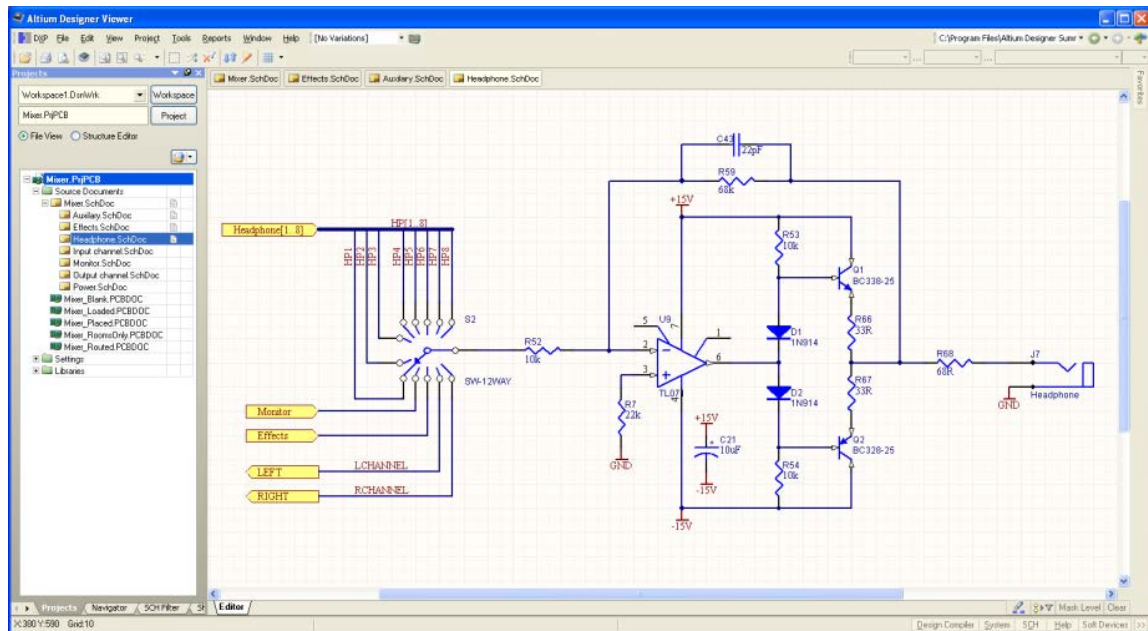 Altium Designer Viewer
DXP File Edit View Project Tools Reports Window Help [No Variations]
C:\Program Files\Altium Designer Sumr
Projects
Mixer.SchDoc Effects.SchDoc Auxilary.SchDoc Headphone.SchDoc
Favorites
Workspace1.DsnWrk Workspace
Mixer.PrjPCB Project
File View Structure Editor
Mixer.PrjPCB
Source Documents
Mixer.SchDoc
Auxilary.SchDoc
Effects.SchDoc
Headphone.SchDoc
Input channel.SchDoc
Monitor.SchDoc
Output channel.SchDoc
Power.SchDoc
Mixer_Blank.PCBDOC
Mixer_Loaded.PCBDOC
Mixer_Placed.PCBDOC
Mixer_RoomsOnly.PCBDOC
Mixer_Routed.PCBDOC
Settings
Libraries
C43
22pF
R59
68k
+15V
Headphone[1..8]
HP[1..8]
HP1
HP2
HP3
HP4
HP5
HP6
HP7
HP8
R53
10k
Q1
BC338-25
S2
U9
5
7
1
R66
33R
D1
1N914
R52
10k
2
6
3
TL07
4
SW-12WAY
R68
68R
J7
Headphone
GND
D2
1N914
R67
33R
R7
22k
GND
Monitor
Effects
LEFT
LCHANNEL
RIGHT
RCHANNEL
+15V
C21
10uF
-15V
Q2
BC338-25
R54
10k
-15V
Projects Navigator SCH Filter Editor
Mask Level Clear
X:380 Y:590 Grid:10
Design Compiler System SCH Help Soft Devices >>